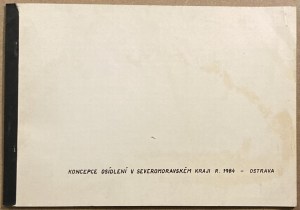 KONCEPCE OSÍDLENÍ V SEVEROMORAVSKÉM KRAJI R. 1984 - OSTRAVA